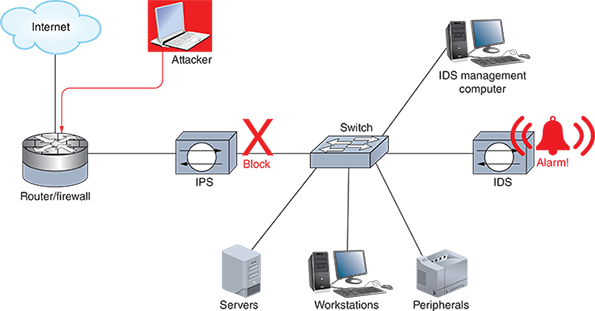 Internet
Attacker
IDS management
computer
Switch
X
Block
Alarm!
IPS
IDS
Router/firewall
Servers
Workstations
Peripherals